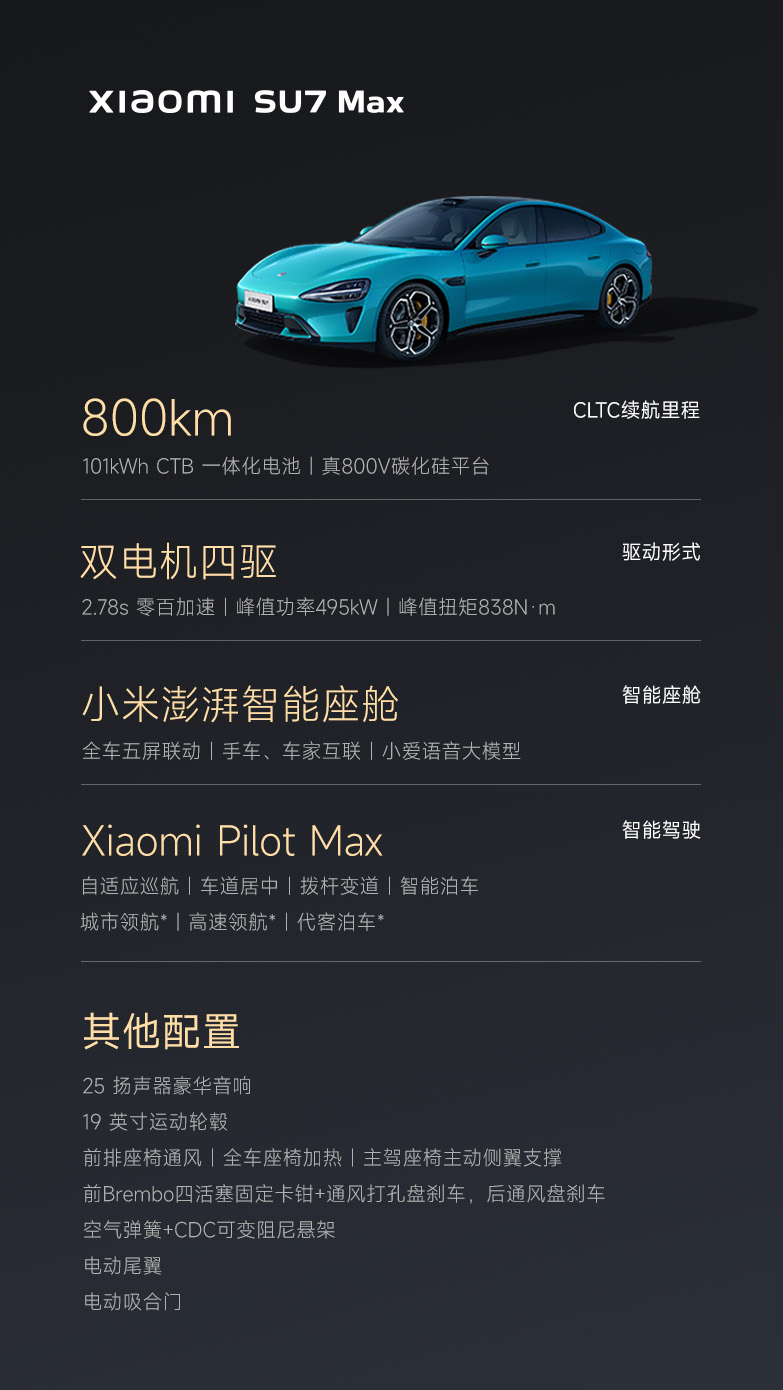 xiaomi SU7 Max
XIAOMI SU7
800km
CLTC续航里程
101kWh CTB 一体化电池｜真800V碳化硅平台
双电机四驱
驱动形式
2.78s 零百加速｜峰值功率495kW｜峰值扭矩838N·m
小米澎湃智能座舱
智能座舱
全车五屏联动｜手车、车家互联｜小爱语音大模型
Xiaomi Pilot Max
智能驾驶
自适应巡航｜车道居中｜拨杆变道｜智能泊车
城市领航*｜高速领航*｜代客泊车*
其他配置
25 扬声器豪华音响
19 英寸运动轮毂
前排座椅通风｜全车座椅加热｜主驾座椅主动侧翼支撑
前Brembo四活塞固定卡钳+通风打孔盘刹车，后通风盘刹车
空气弹簧+CDC可变阻尼悬架
电动尾翼
电动吸合门